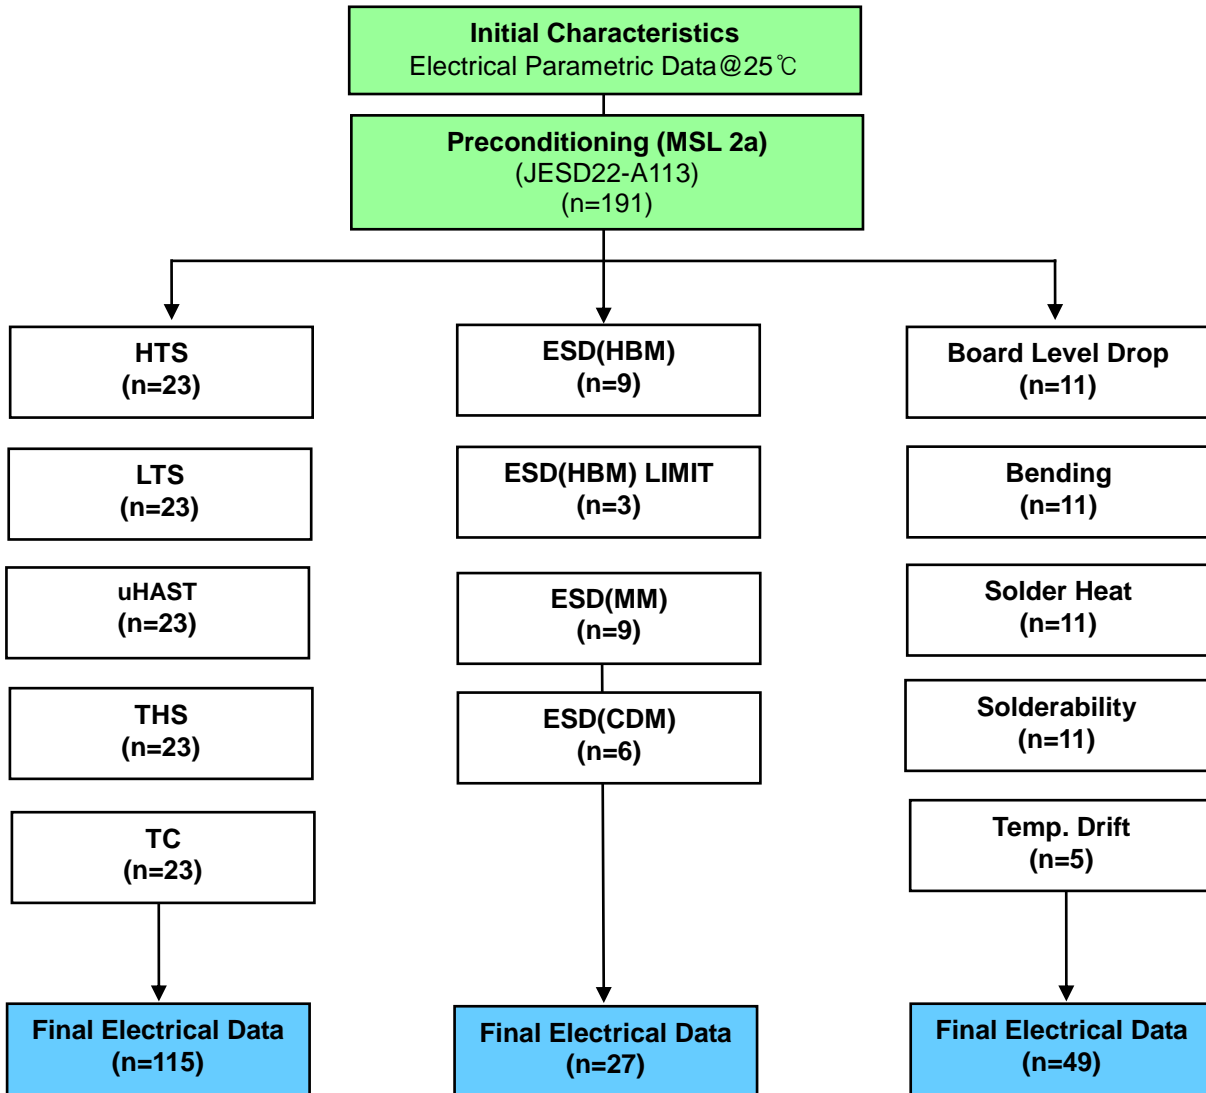 Initial Characteristics
Electrical Parametric Data@25℃
Preconditioning (MSL 2a)
(JESD22-A113)
(n=191)
HTS
(n=23)
LTS
(n=23)
uHAST
(n=23)
THS
(n=23)
TC
(n=23)
Final Electrical Data
(n=115)
ESD(HBM)
(n=9)
ESD(HBM) LIMIT
(n=3)
ESD(MM)
(n=9)
ESD(CDM)
(n=6)
Final Electrical Data
(n=27)
Board Level Drop
(n=11)
Bending
(n=11)
Solder Heat
(n=11)
Solderability
(n=11)
Temp. Drift
(n=5)
Final Electrical Data
(n=49)